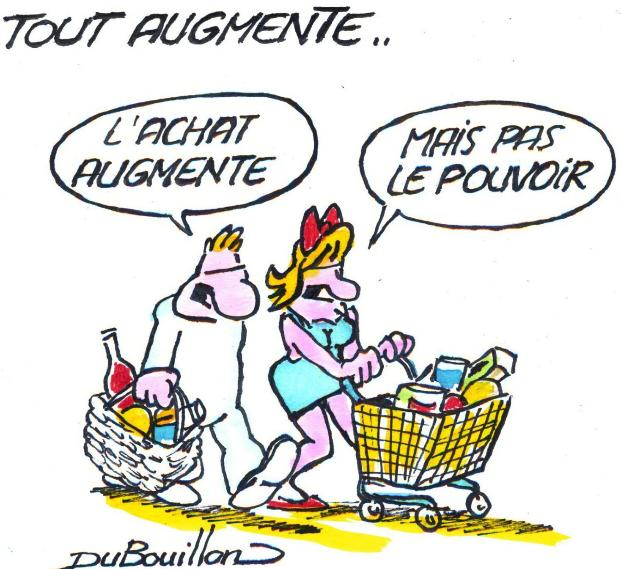 TOUT AUGMENTE..
L'ACHAT
AUGMENTE
MAiS PAS
LE POUVOiR
DuBouillon